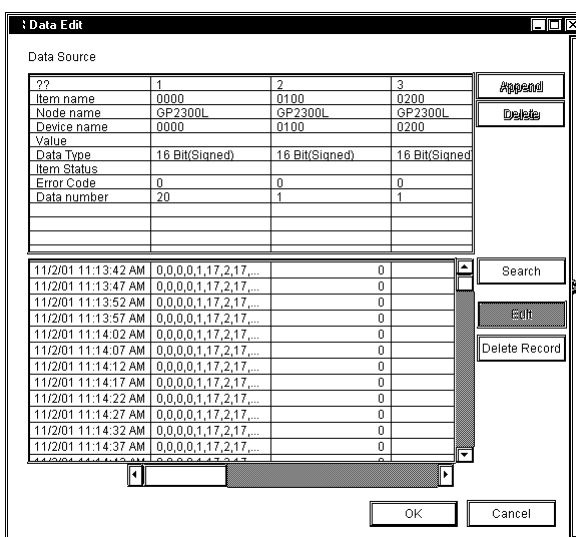 Data Edit
Data Source
?? 1 2 3
Item name 0000 0100 0200
Node name GP2300L GP2300L GP2300L
Device name 0000 0100 0200
Value
Data Type 16 Bit(Signed) 16 Bit(Signed) 16 Bit(Signed
Item Status
Error Code 0 0 0
Data number 20 1 1
Append
Delete
11/2/01 11:13:42 AM 0,0,0,0,1,17,2,17,... 0
11/2/01 11:13:47 AM 0,0,0,0,1,17,2,17,... 0
11/2/01 11:13:52 AM 0,0,0,0,1,17,2,17,... 0
11/2/01 11:13:57 AM 0,0,0,0,1,17,2,17,... 0
11/2/01 11:14:02 AM 0,0,0,0,1,17,2,17,... 0
11/2/01 11:14:07 AM 0,0,0,0,1,17,2,17,... 0
11/2/01 11:14:12 AM 0,0,0,0,1,17,2,17,... 0
11/2/01 11:14:17 AM 0,0,0,0,1,17,2,17,... 0
11/2/01 11:14:22 AM 0,0,0,0,1,17,2,17,... 0
11/2/01 11:14:27 AM 0,0,0,0,1,17,2,17,... 0
11/2/01 11:14:32 AM 0,0,0,0,1,17,2,17,... 0
11/2/01 11:14:37 AM 0,0,0,0,1,17,2,17,... 0
Search
Edit
Delete Record
OK Cancel